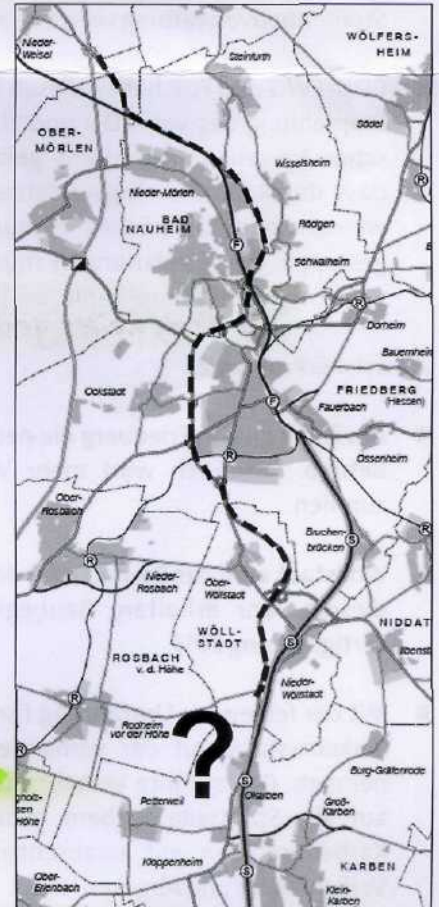 Nieder-
Weisel
WÖLFERS-
HEIM
Steinfurth
Södel
OBER-
MÖRLEN
Wisselsheim
R
Nieder-Mörlen
BAD
NAUHEIM
Rödgen
F
Schwalheim
R
Dorheim
Bauernheim
Ockstadt
FRIEDBERG
(Hessen)
F
Fauerbach
R
Ossenheim
Ober-
Rosbach
R
S
Bruchen-
brücken
R
Nieder-
Rosbach
Ober-
Wöllstadt
WÖLL-
STADT
S
NIDDAT
ROSBACH
v. d. Höhe
Nieder-
Wöllstadt
R
Rodheim
vor der Höhe
?
R
S
Okarben
Burg-Gräfenrode
Petterweil
Groß-
Karben
Kloppenheim
S
KARBEN
Ober-
Erlenbach
Klein-
Karben